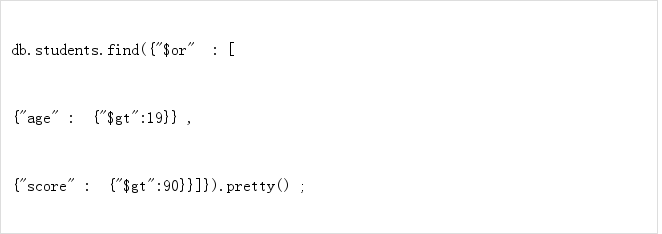 db.students.find({"$or" : [
{"age" : {"$gt":19}} ,
{"score" : {"$gt":90}}]}).pretty() ;